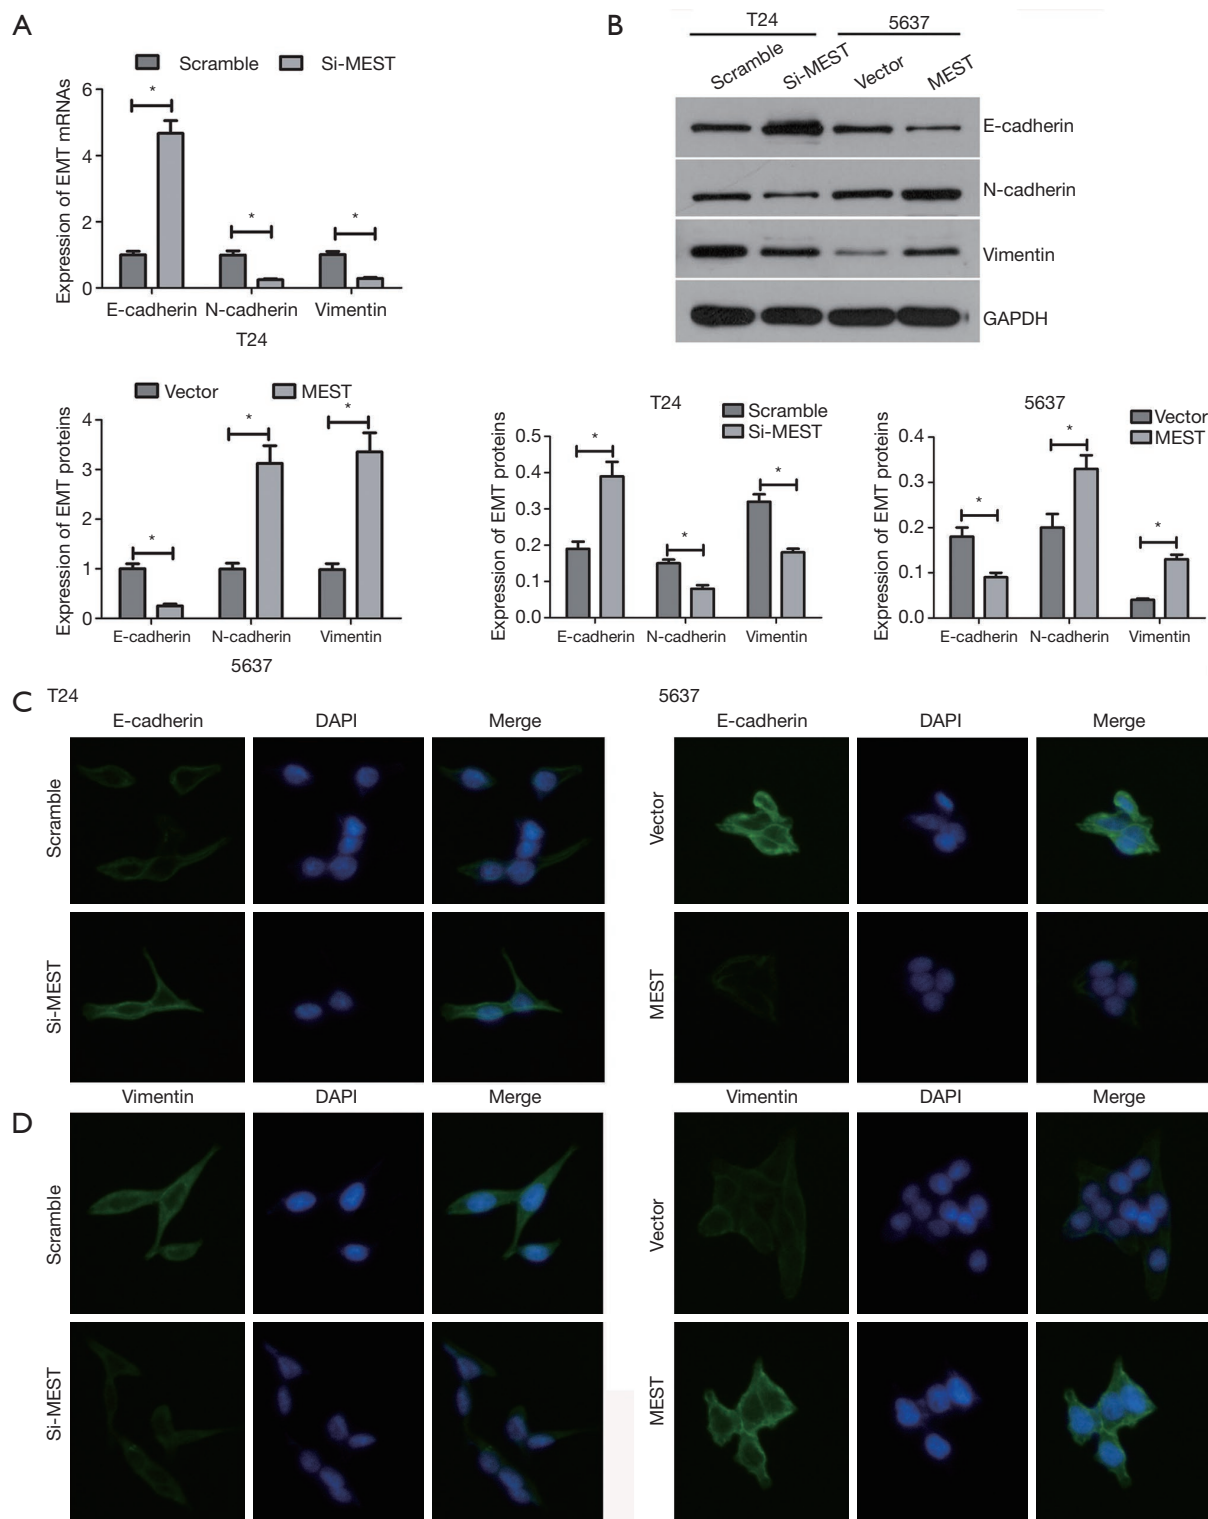 A
Scramble Si-MEST
Expression of EMT mRNAs
6
4
2
0
* * *
E-cadherin N-cadherin Vimentin
T24
Vector MEST
Expression of EMT proteins
4
3
2
1
0
* * *
E-cadherin N-cadherin Vimentin
5637
B
T24 5637
Scramble Si-MEST Vector MEST
E-cadherin
N-cadherin
Vimentin
GAPDH
T24
Scramble
Si-MEST
Expression of EMT proteins
0.5
0.4
0.3
0.2
0.1
0.0
* * *
E-cadherin N-cadherin Vimentin
5637
Vector
MEST
Expression of EMT proteins
0.4
0.3
0.2
0.1
0.0
* * *
E-cadherin N-cadherin Vimentin
C
T24 5637
E-cadherin DAPI Merge E-cadherin DAPI Merge
Scramble Vector
Si-MEST MEST
D
Vimentin DAPI Merge Vimentin DAPI Merge
Scramble Vector
Si-MEST MEST